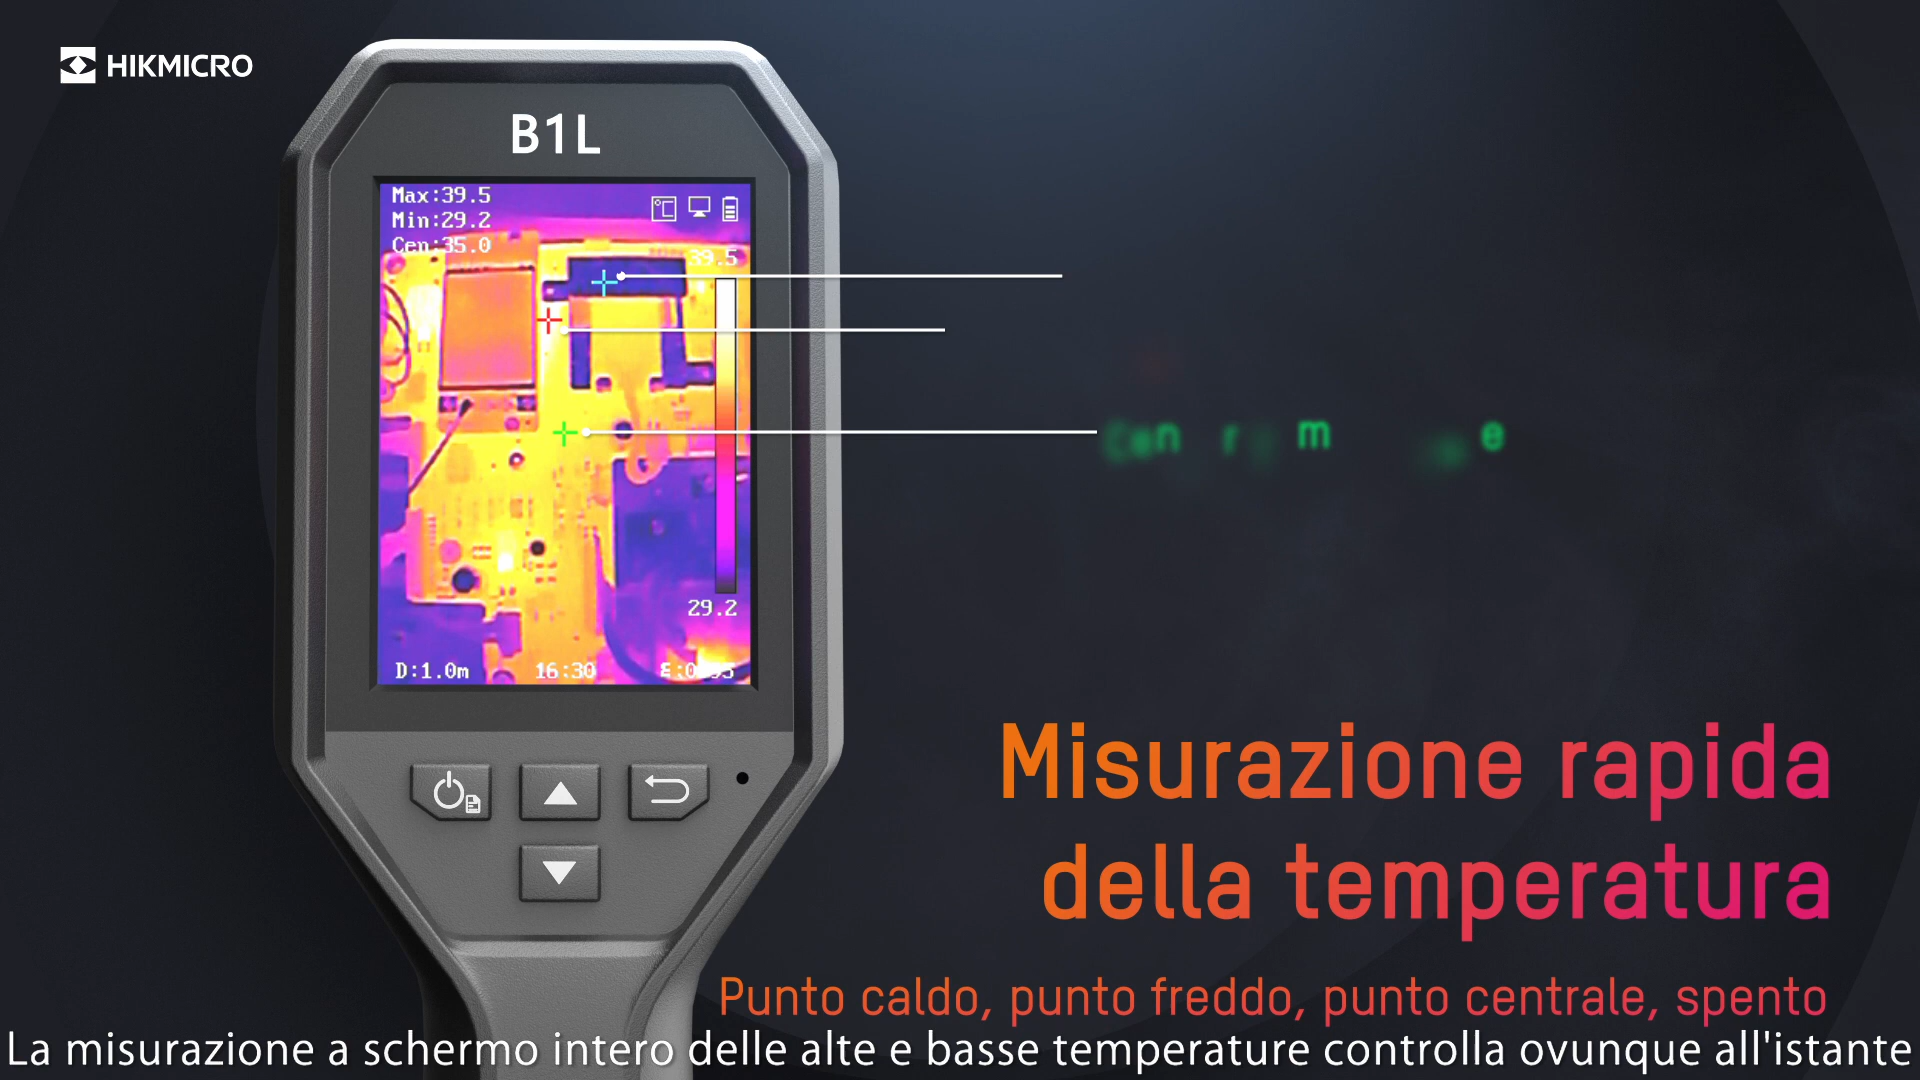 HIKMICRO
B1L
Max:39.5
Min:29.2
Cen:35.0
°C
39.5
29.2
D:1.0m 16:30
Misurazione rapida
della temperatura
Punto caldo, punto freddo, punto centrale, spento
La misurazione a schermo intero delle alte e basse temperature controlla ovunque all'istante